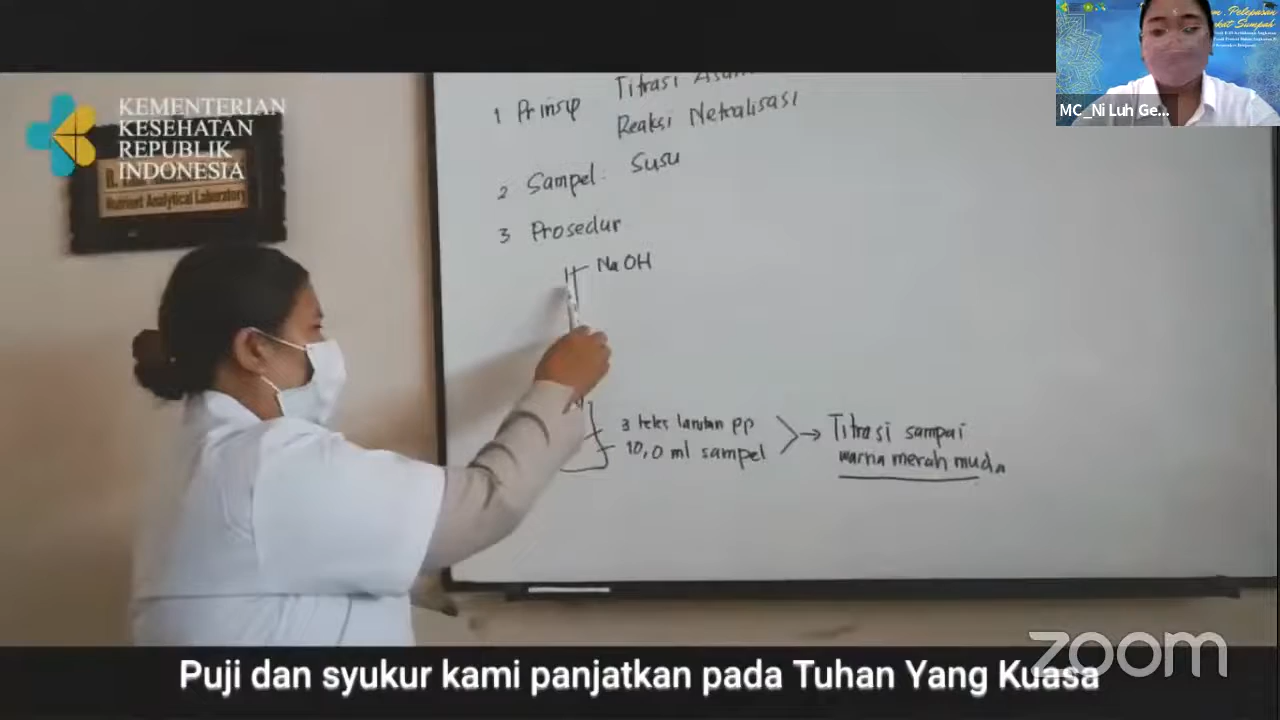 KEMENTERIAN
KESEHATAN
REPUBLIK
INDONESIA
Nutrient Analytical Laboratory
1 Prinsip Titrasi
Reaksi Netralisasi
2 Sampel : Susu
3 Prosedur
NaOH
3 tetes larutan PP
10,0 ml sampel
Titrasi sampai
warna merah muda
Pelepasan
Sumpah
MC_Ni Luh Ge...
zoom
Puji dan syukur kami panjatkan pada Tuhan Yang Kuasa